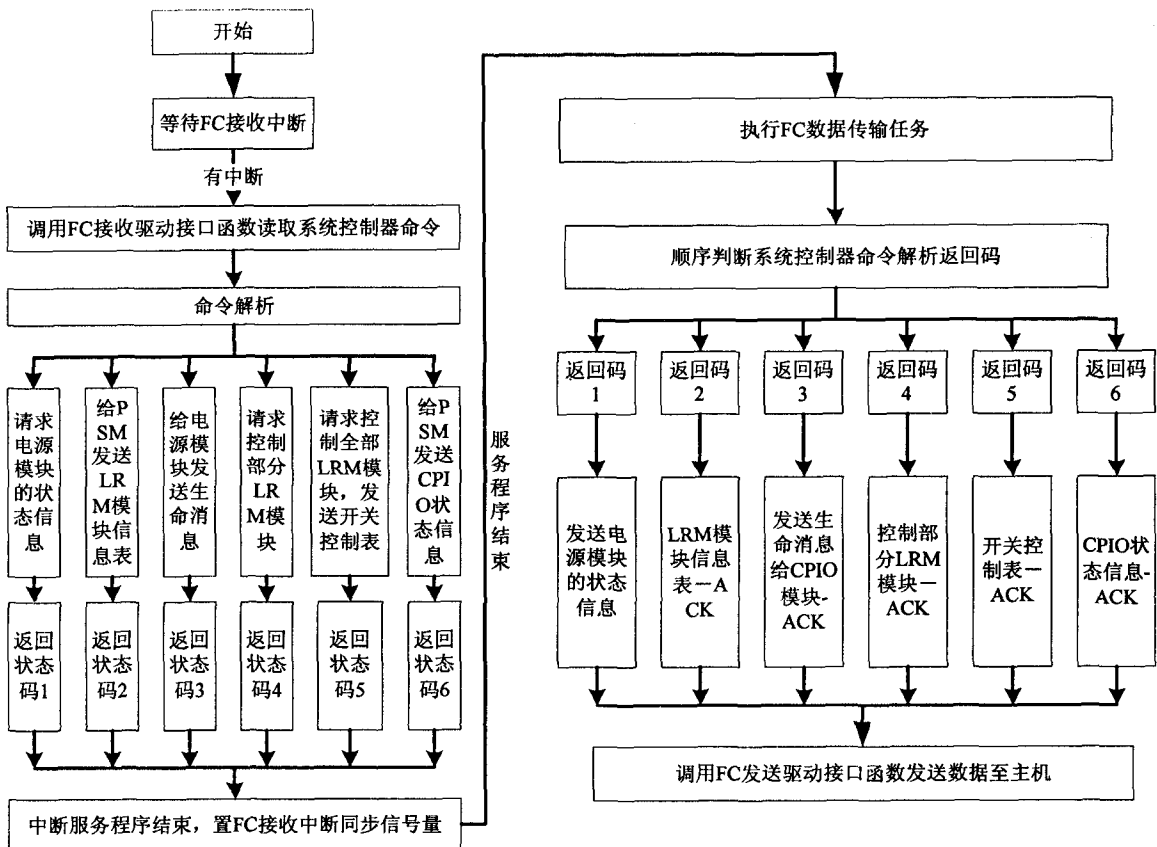 开始
等待FC接收中断
有中断
调用FC接收驱动接口函数读取系统控制器命令
命令解析
请求
电源
模块
的状
态信
息
给P
SM
发送
LR
M模
块信
息表
给电
源模
块发
送生
命消
息
请求
控制
部分
LR
M模
块
请求控
制全部
LRM模
块，发
送开关
控制表
给P
SM
发送
CPI
O状
态信
息
返回
状态
码1
返回
状态
码2
返回
状态
码3
返回
状态
码4
返回
状态
码5
返回
状态
码6
中断服务程序结束，置FC接收中断同步信号量
服
务
程
序
结
束
执行FC数据传输任务
顺序判断系统控制器命令解析返回码
返回码
1
返回码
2
返回码
3
返回码
4
返回码
5
返回码
6
发送电
源模块
的状态
信息
LRM模
块信息
表－A
CK
发送生
命消息
给CPIO
模块-
ACK
控制部
分LRM
模块－
ACK
开关控
制表－
ACK
CPIO状
态信息-
ACK
调用FC发送驱动接口函数发送数据至主机